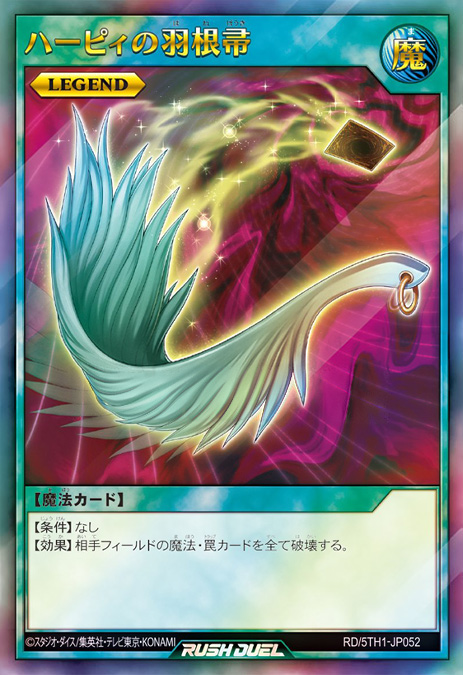 ハーピィの羽根帚
魔
LEGEND
【魔法カード】
【条件】なし
【効果】相手フィールドの魔法・罠カードを全て破壊する。
©スタジオ・ダイス/集英社・テレビ東京・KONAMI
RUSH DUEL
RD/5TH1-JP052